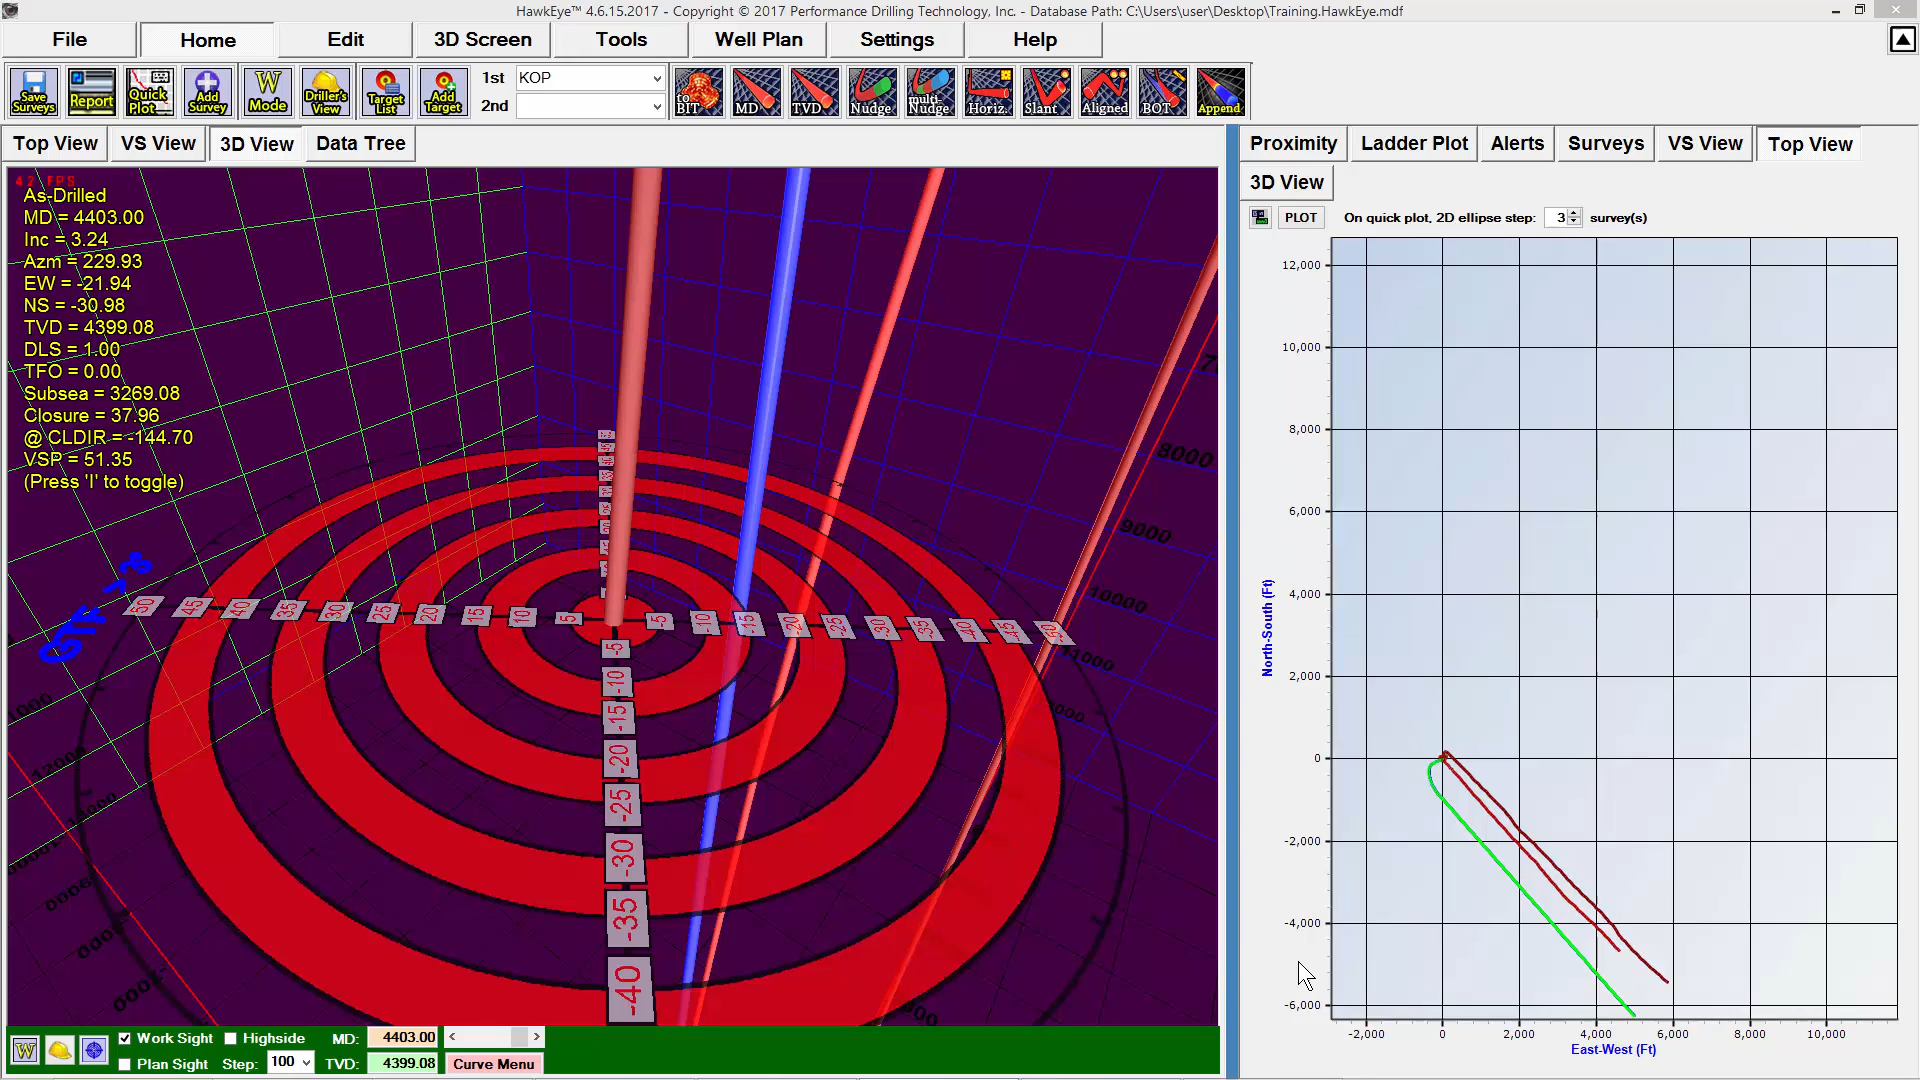 HawkEye™ 4.6.15.2017 - Copyright © 2017 Performance Drilling Technology, Inc. - Database Path: C:\Users\user\Desktop\Training.HawkEye.mdf
File Home Edit 3D Screen Tools Well Plan Settings Help
Save Surveys Report Quick Plot Add Survey W Mode Driller's View Target List Add Target 1st KOP to BIT MD TVD Nudge multi-Nudge Horiz. Slant Aligned BOT Append
2nd
Top View VS View 3D View Data Tree
Proximity Ladder Plot Alerts Surveys VS View Top View
3D View
PLOT On quick plot, 2D ellipse step: 3 survey(s)
As-Drilled
MD = 4403.00
Inc = 3.24
Azm = 229.93
EW = -21.94
NS = -30.98
TVD = 4399.08
DLS = 1.00
TFO = 0.00
Subsea = 3269.08
Closure = 37.96
@ CLDIR = -144.70
VSP = 51.35
(Press 'I' to toggle)
8000
9000
10000
11000
50 45 40 35 30 25 20 15 10 5 -5 -10 -15 -20 -25 -30 -35 -40 -45 -50
-5
-10
-15
-20
-25
-30
-35
-40
12,000
10,000
8,000
6,000
4,000
2,000
0
-2,000
-4,000
-6,000
North-South (Ft)
-2,000 0 2,000 4,000 6,000 8,000 10,000
East-West (Ft)
W Work Sight Highside MD: 4403.00
Plan Sight Step: 100 TVD: 4399.08 Curve Menu